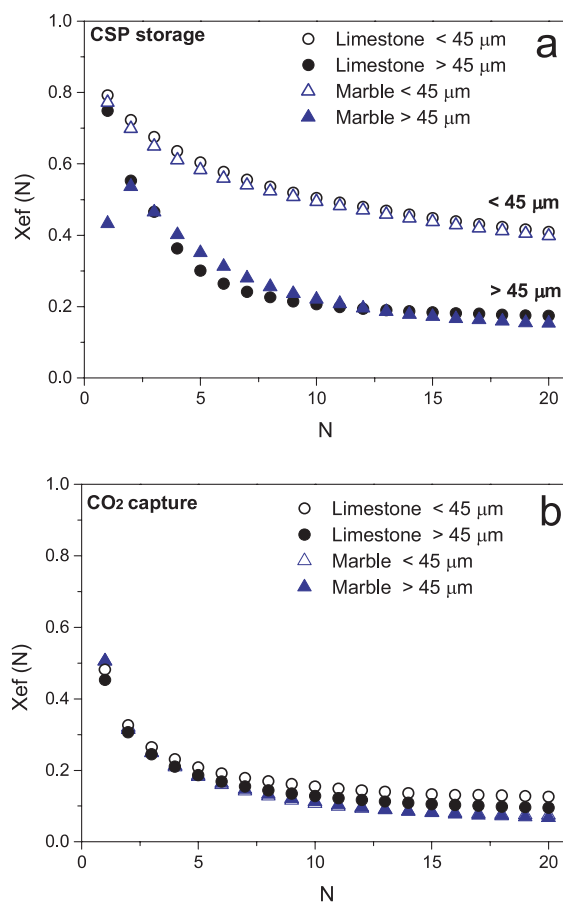 CSP storage
a
Limestone < 45 μm
Limestone > 45 μm
Marble < 45 μm
Marble > 45 μm
1.0
0.8
0.6
0.4
0.2
0.0
Xef (N)
< 45 μm
> 45 μm
0
5
10
15
20
N
CO2 capture
b
Limestone < 45 μm
Limestone > 45 μm
Marble < 45 μm
Marble > 45 μm
1.0
0.8
0.6
0.4
0.2
0.0
Xef (N)
0
5
10
15
20
N